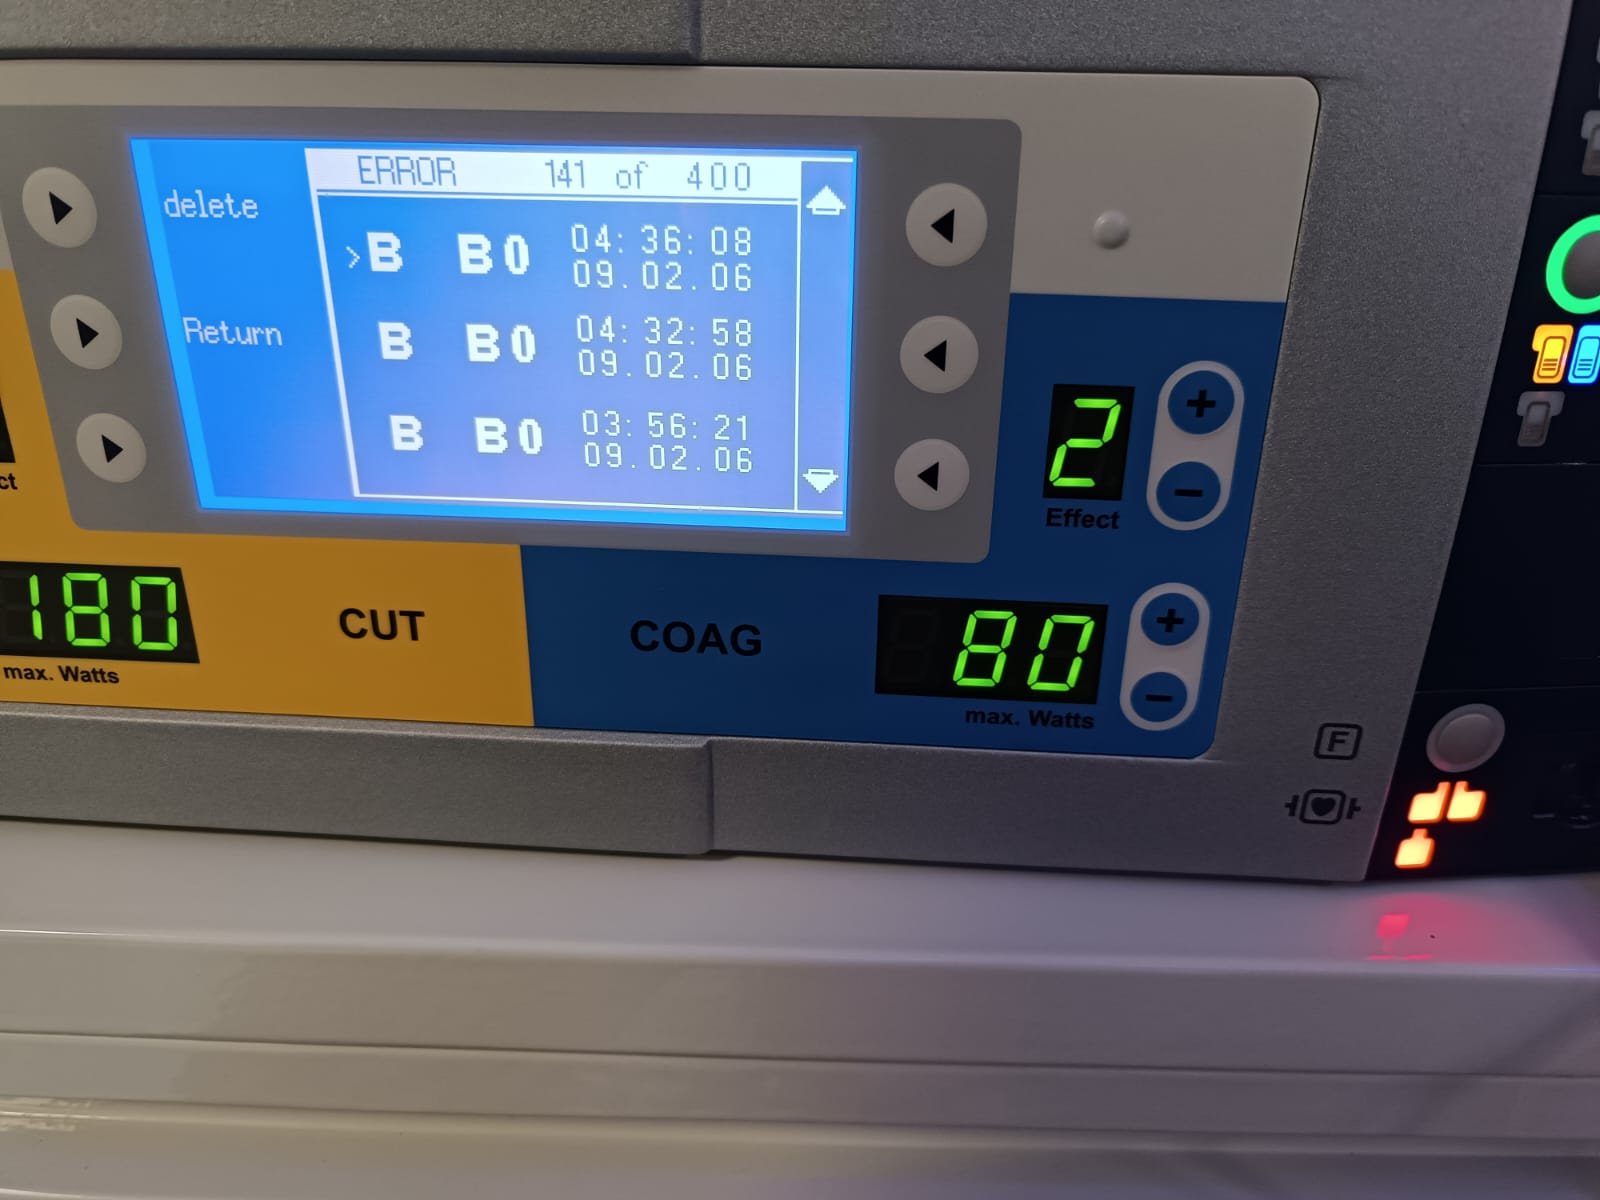 ERROR 141 of 400
delete
>B B0 04:36:08
09.02.06
Return
B B0 04:32:58
09.02.06
B B0 03:56:21
09.02.06
2
Effect
ct
180
max. Watts
CUT
COAG
80
max. Watts
F